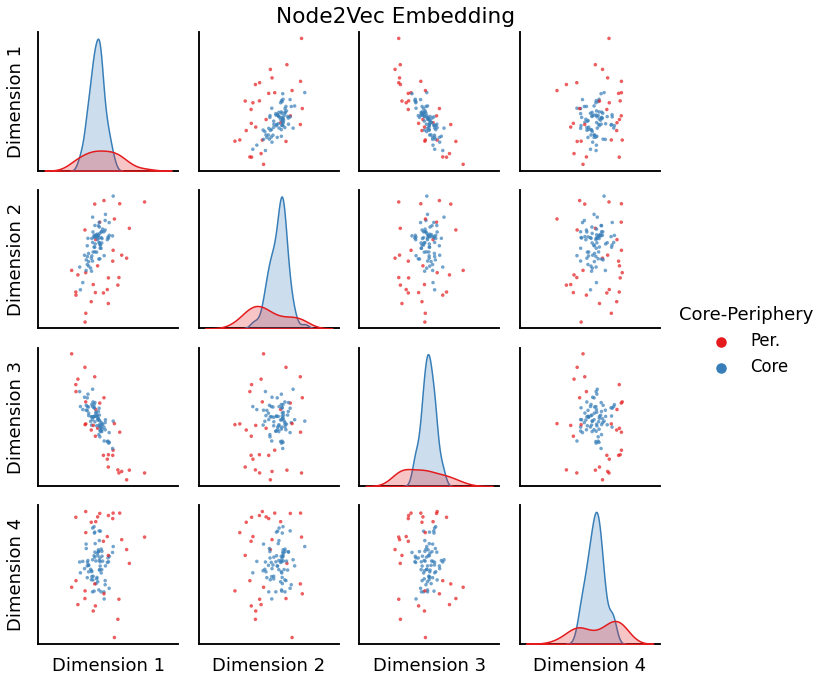 Node2Vec Embedding
Dimension 1
Dimension 2
Dimension 3
Dimension 4
Core-Periphery
Per.
Core
Dimension 1
Dimension 2
Dimension 3
Dimension 4